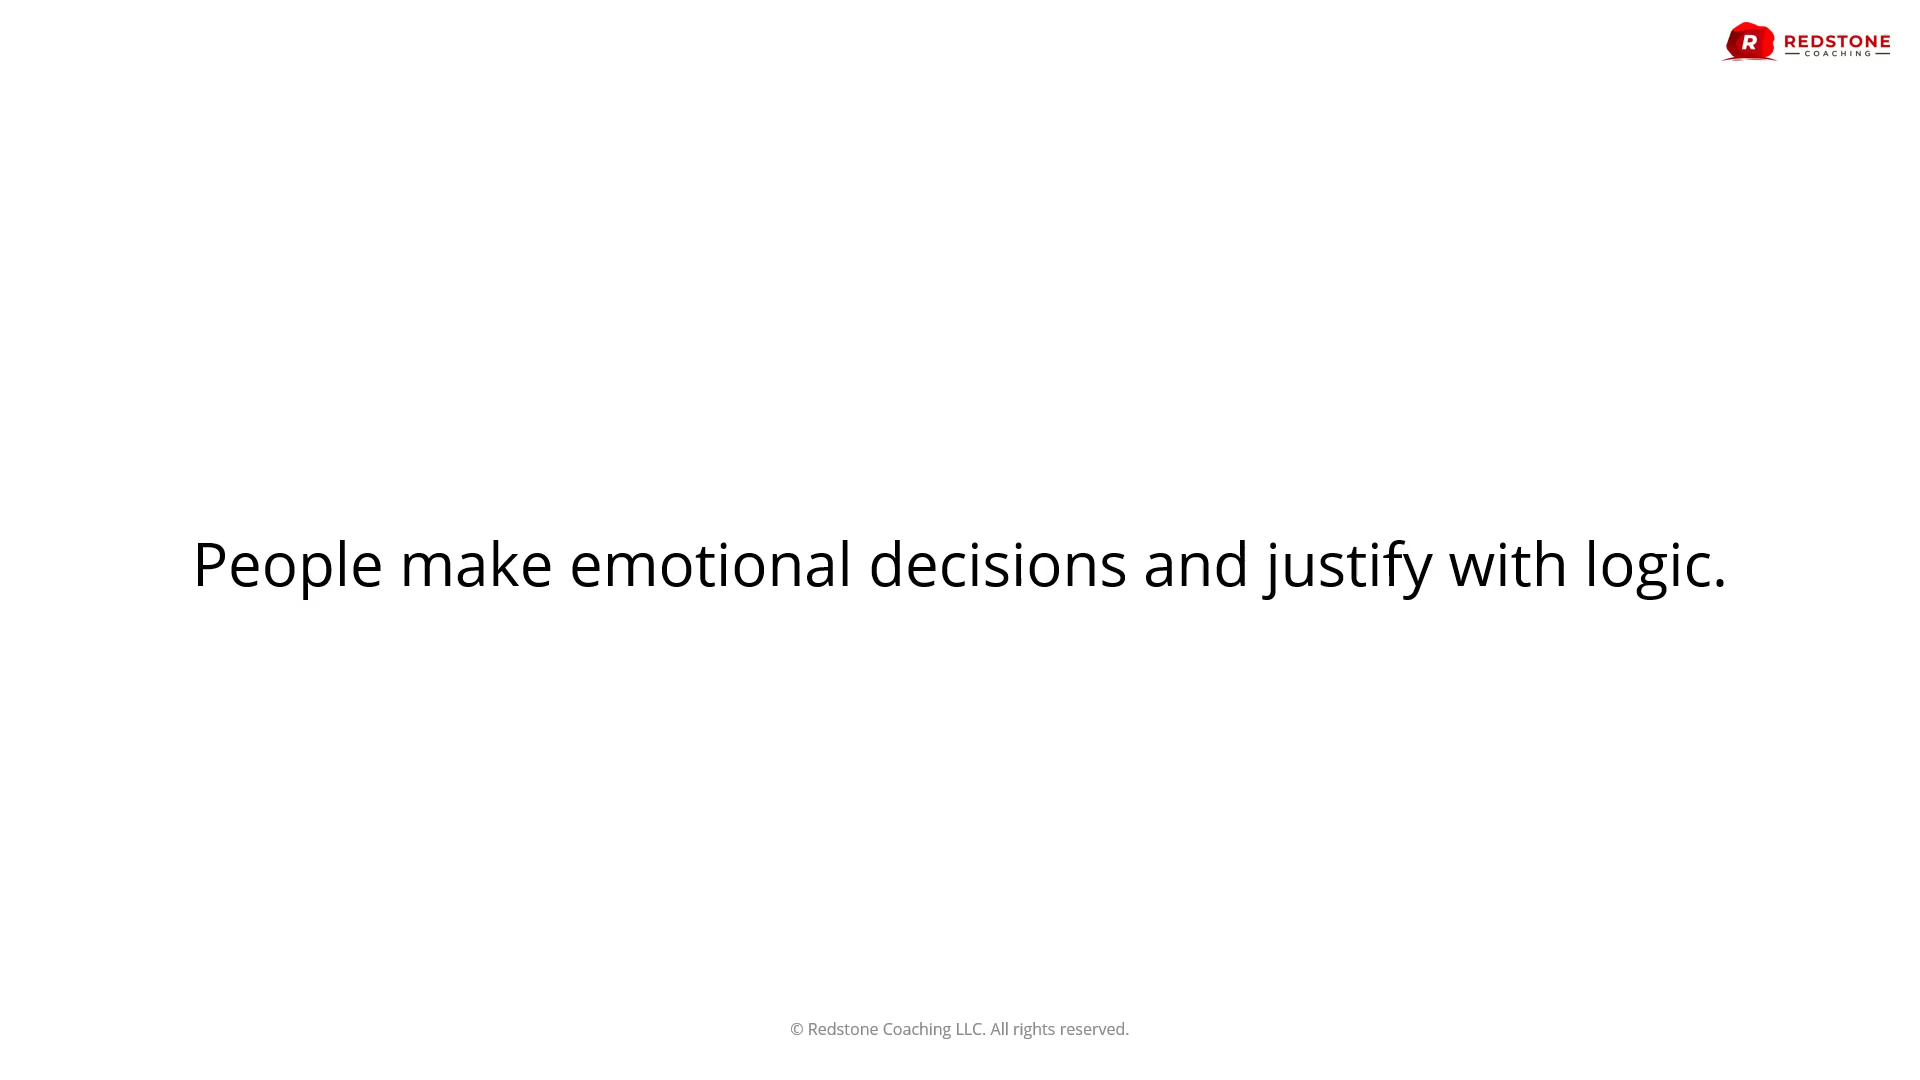 R
REDSTONE
COACHING
People make emotional decisions and justify with logic.
© Redstone Coaching LLC. All rights reserved.